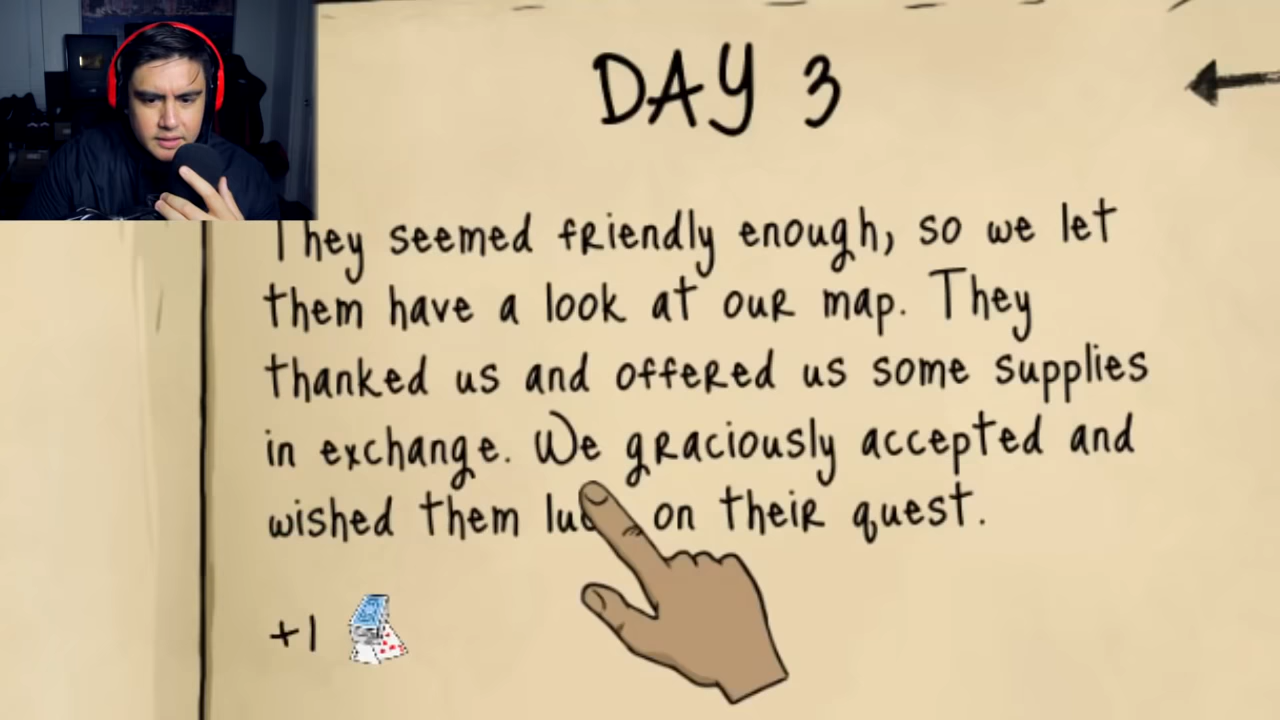 DAY 3
They seemed friendly enough, so we let
them have a look at our map. They
thanked us and offered us some supplies
in exchange. We graciously accepted and
wished them on their quest.
+1